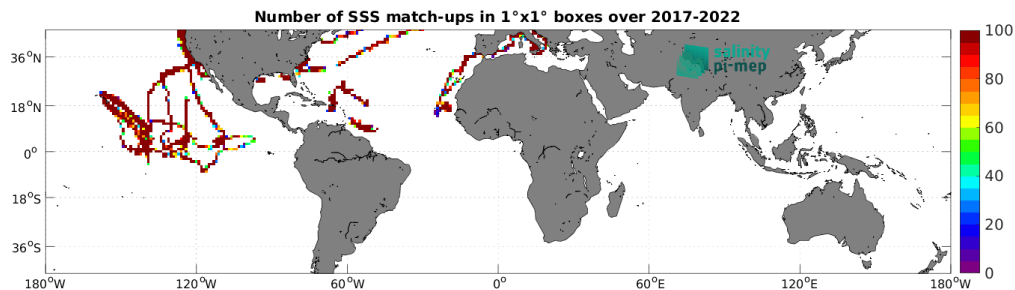 Number of SSS match-ups in 1°x1° boxes over 2017-2022
36°N
18°N
0°
18°S
36°S
180°W
120°W
60°W
0°
60°E
120°E
180°W
salinity
pi-mep
100
80
60
40
20
0